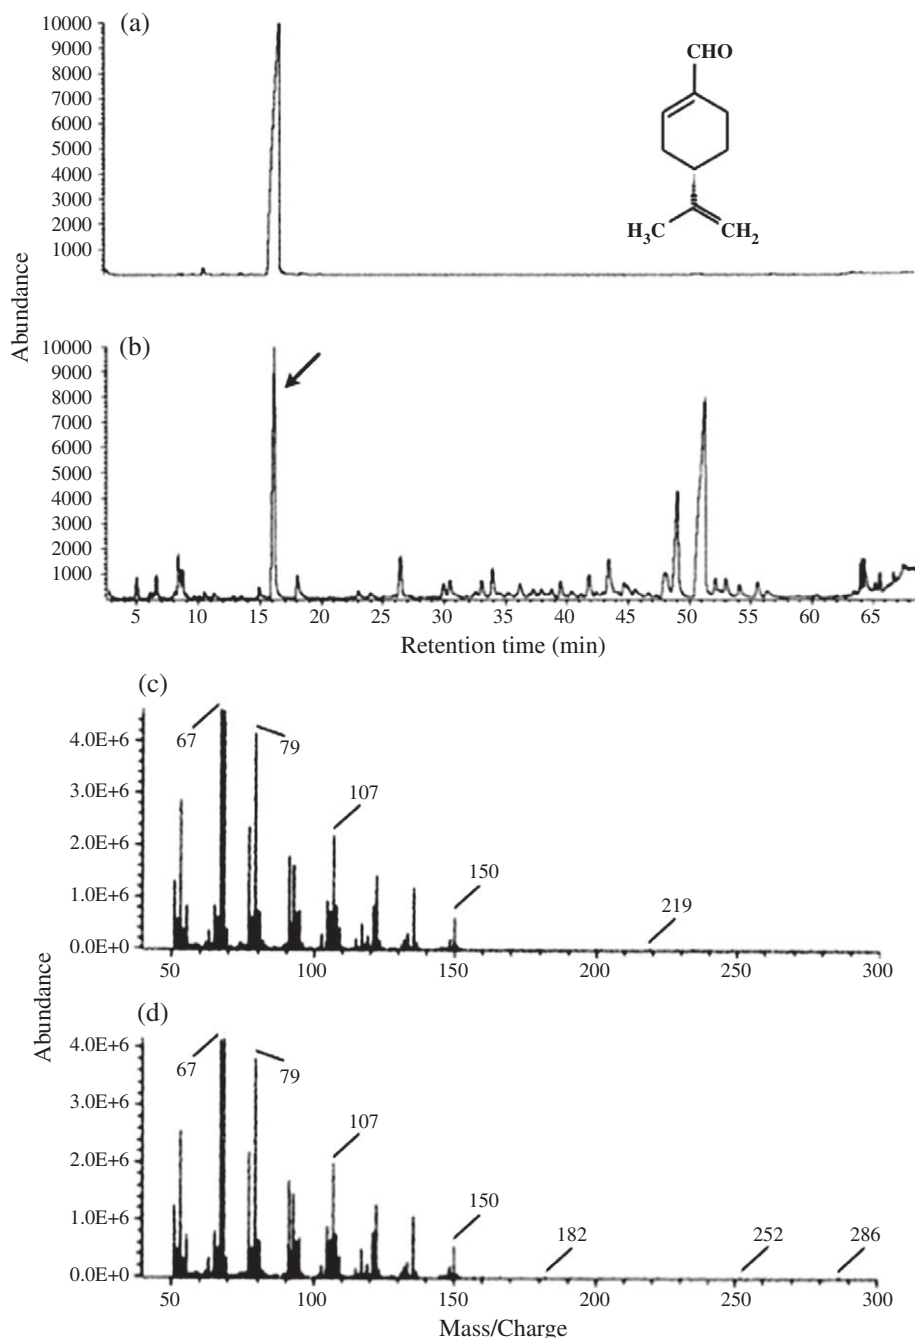 (a)
10000
9000
8000
7000
6000
5000
4000
3000
2000
1000
CHO
H₃C
CH₂
Abundance
(b)
10000
9000
8000
7000
6000
5000
4000
3000
2000
1000
5 10 15 20 25 30 35 40 45 50 55 60 65
Retention time (min)
(c)
4.0E+6
3.0E+6
2.0E+6
1.0E+6
0.0E+0
67
79
107
150
219
50 100 150 200 250 300
Abundance
(d)
4.0E+6
3.0E+6
2.0E+6
1.0E+6
0.0E+0
67
79
107
150
182
252
286
50 100 150 200 250 300
Mass/Charge